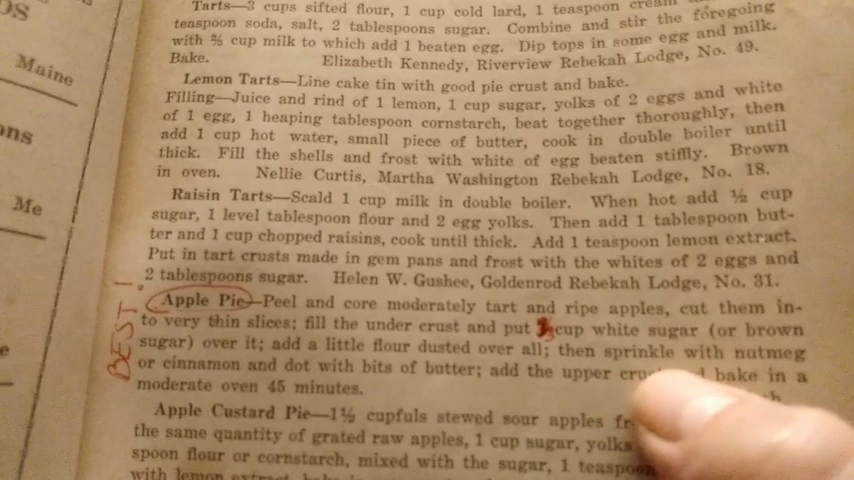 OS
Maine
ons
Me
e
Tarts—3 cups sifted flour, 1 cup cold lard, 1 teaspoon cream
teaspoon soda, salt, 2 tablespoons sugar. Combine and stir the foregoing
with ⅔ cup milk to which add 1 beaten egg. Dip tops in some egg and milk.
Bake. Elizabeth Kennedy, Riverview Rebekah Lodge, No. 49.
Lemon Tarts—Line cake tin with good pie crust and bake.
Filling—Juice and rind of 1 lemon, 1 cup sugar, yolks of 2 eggs and white
of 1 egg, 1 heaping tablespoon cornstarch, beat together thoroughly, then
add 1 cup hot water, small piece of butter, cook in double boiler until
thick. Fill the shells and frost with white of egg beaten stiffly. Brown
in oven. Nellie Curtis, Martha Washington Rebekah Lodge, No. 18.
Raisin Tarts—Scald 1 cup milk in double boiler. When hot add ½ cup
sugar, 1 level tablespoon flour and 2 egg yolks. Then add 1 tablespoon but-
ter and 1 cup chopped raisins, cook until thick. Add 1 teaspoon lemon extract.
Put in tart crusts made in gem pans and frost with the whites of 2 eggs and
2 tablespoons sugar. Helen W. Gushee, Goldenrod Rebekah Lodge, No. 31.
BEST!
Apple Pie—Peel and core moderately tart and ripe apples, cut them in-
to very thin slices; fill the under crust and put cup white sugar (or brown
sugar) over it; add a little flour dusted over all; then sprinkle with nutmeg
or cinnamon and dot with bits of butter; add the upper bake in a
moderate oven 45 minutes.
Apple Custard Pie—1½ cupfuls stewed sour apples
the same quantity of grated raw apples, 1 cup sugar, yolks
spoon flour or cornstarch, mixed with the sugar, 1
with lemon extract